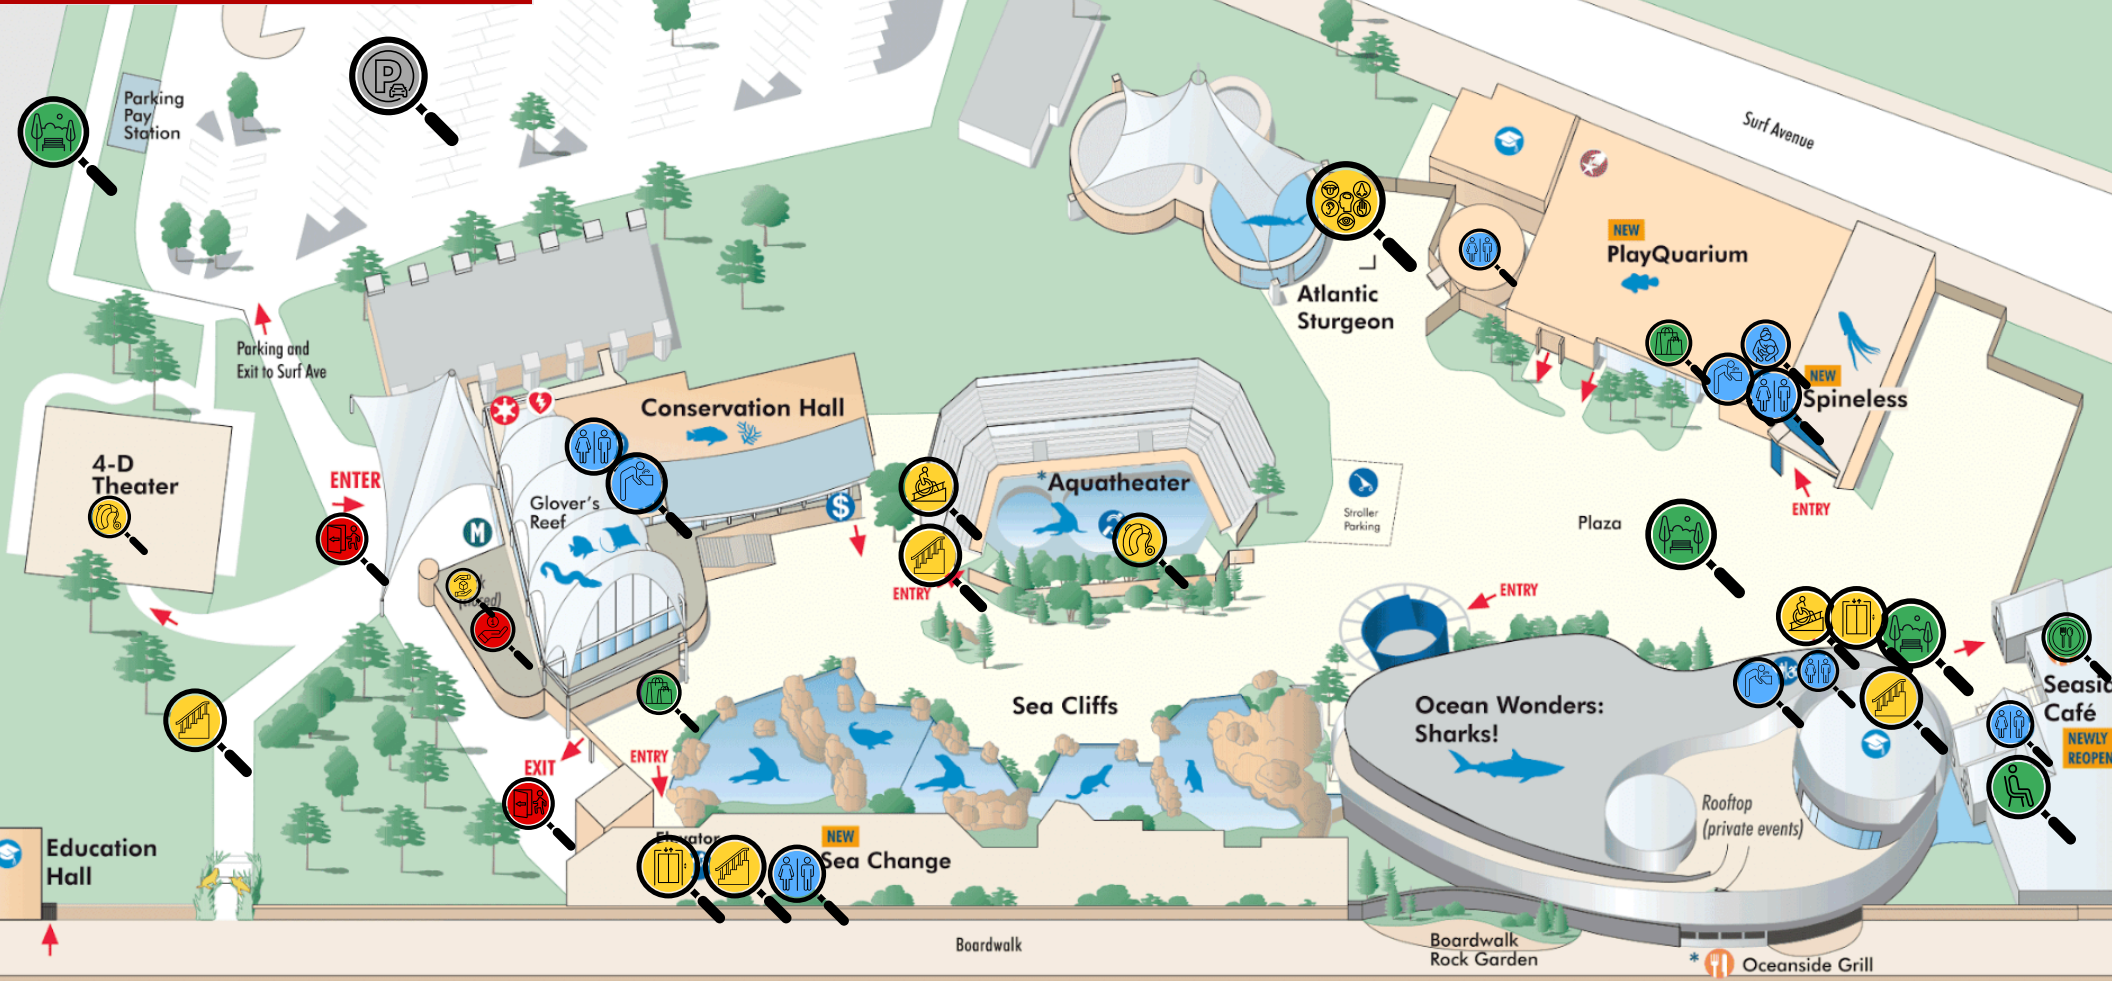 Parking
Pay
Station
P
Surf Avenue
NEW
PlayQuarium
Atlantic
Sturgeon
Parking and
Exit to Surf Ave
NEW
Spineless
Conservation Hall
4-D
Theater
ENTER
Glover's
Reef
M
$
*Aquatheater
Stroller
Parking
Plaza
ENTRY
ENTRY
ENTRY
Sea Cliffs
Ocean Wonders:
Sharks!
Seasid
Café
NEWLY
REOPEN
EXIT
ENTRY
Rooftop
(private events)
Elevator
NEW
Sea Change
Education
Hall
Boardwalk
Boardwalk
Rock Garden
* Oceanside Grill